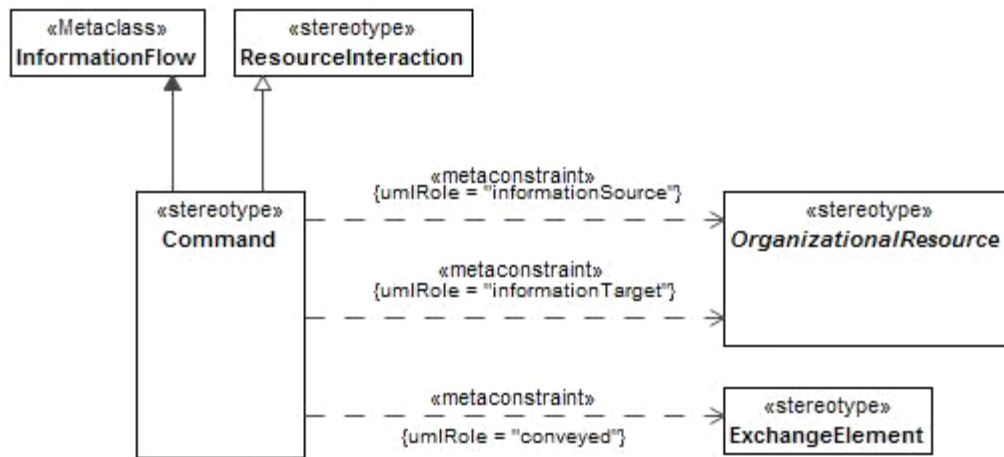 «Metaclass»
InformationFlow
«stereotype»
ResourceInteraction
«stereotype»
Command
«metaconstraint»
{umlRole = "informationSource"}
«stereotype»
OrganizationalResource
«metaconstraint»
{umlRole = "informationTarget"}
«metaconstraint»
{umlRole = "conveyed"}
«stereotype»
ExchangeElement